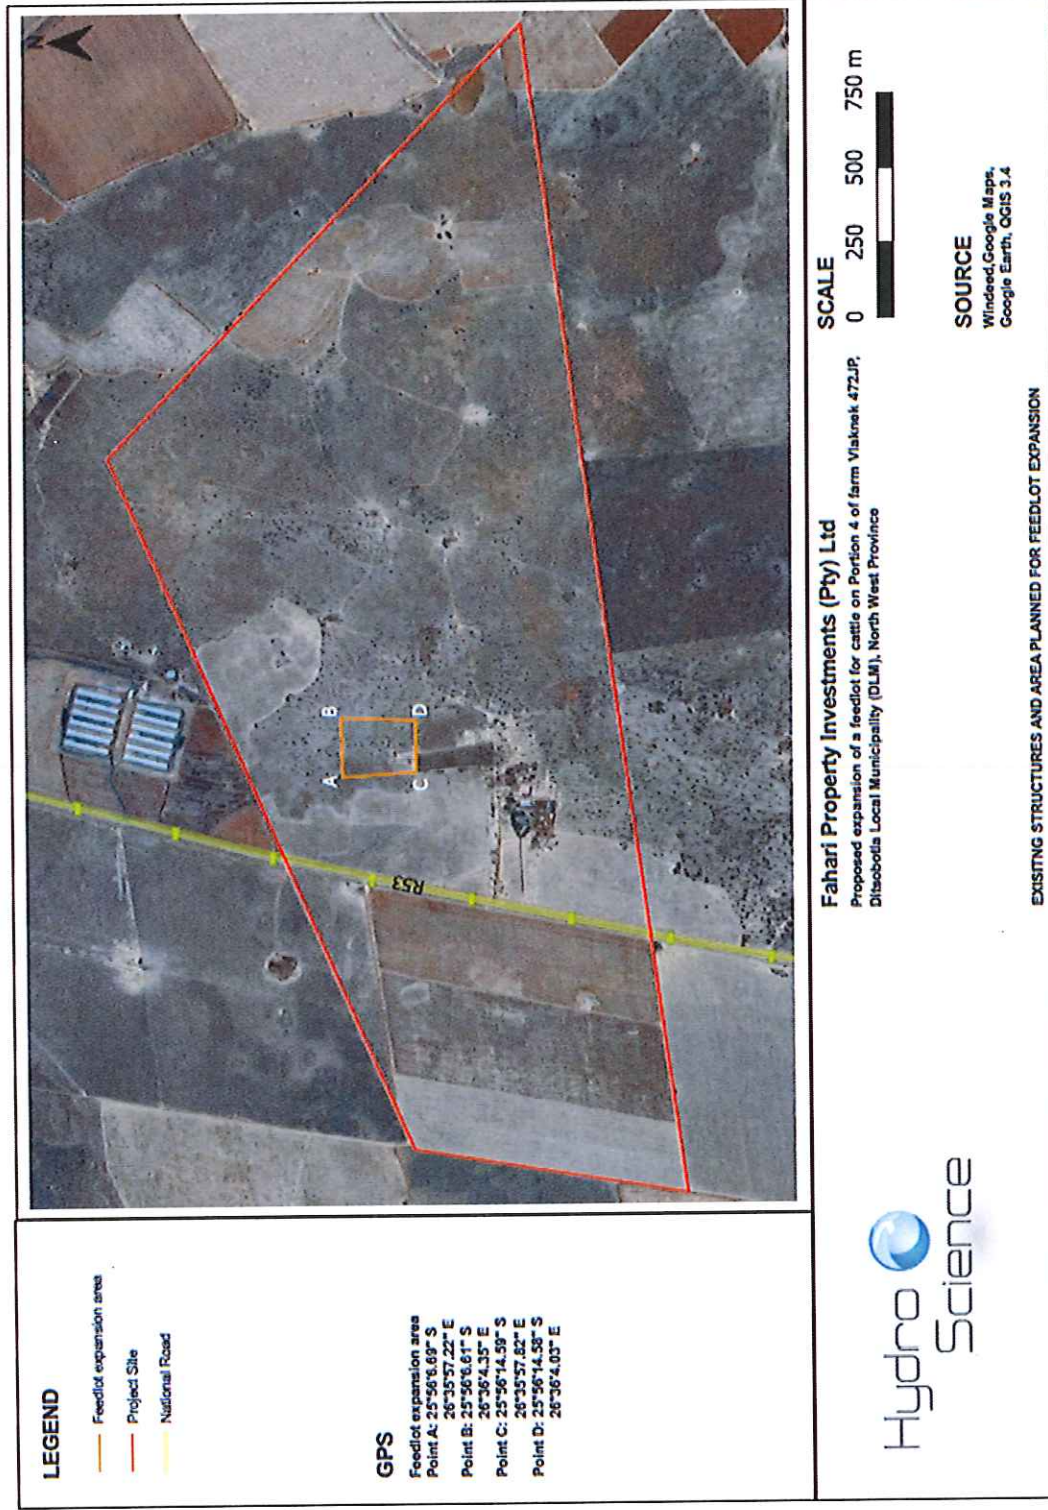 LEGEND
Feedlot expansion area
Project Site
National Road
GPS
Feedlot expansion area
Point A: 25°56'6.69" S
26°35'57.22" E
Point B: 25°56'6.61" S
26°36'4.35" E
Point C: 25°56'14.59" S
26°35'57.82" E
Point D: 25°56'14.58" S
26°36'4.03" E
N
A
B
C
D
R53
Hydro
Science
Fahari Property Investments (Pty) Ltd
Proposed expansion of a feedlot for cattle on Portion 4 of farm Vlaknek 472JP,
Ditsobotla Local Municipality (DLM), North West Province
SCALE
0 250 500 750 m
SOURCE
Windeed,Google Maps,
Google Earth, QGIS 3.4
EXISITNG STRUCTURES AND AREA PLANNED FOR FEEDLOT EXPANSION